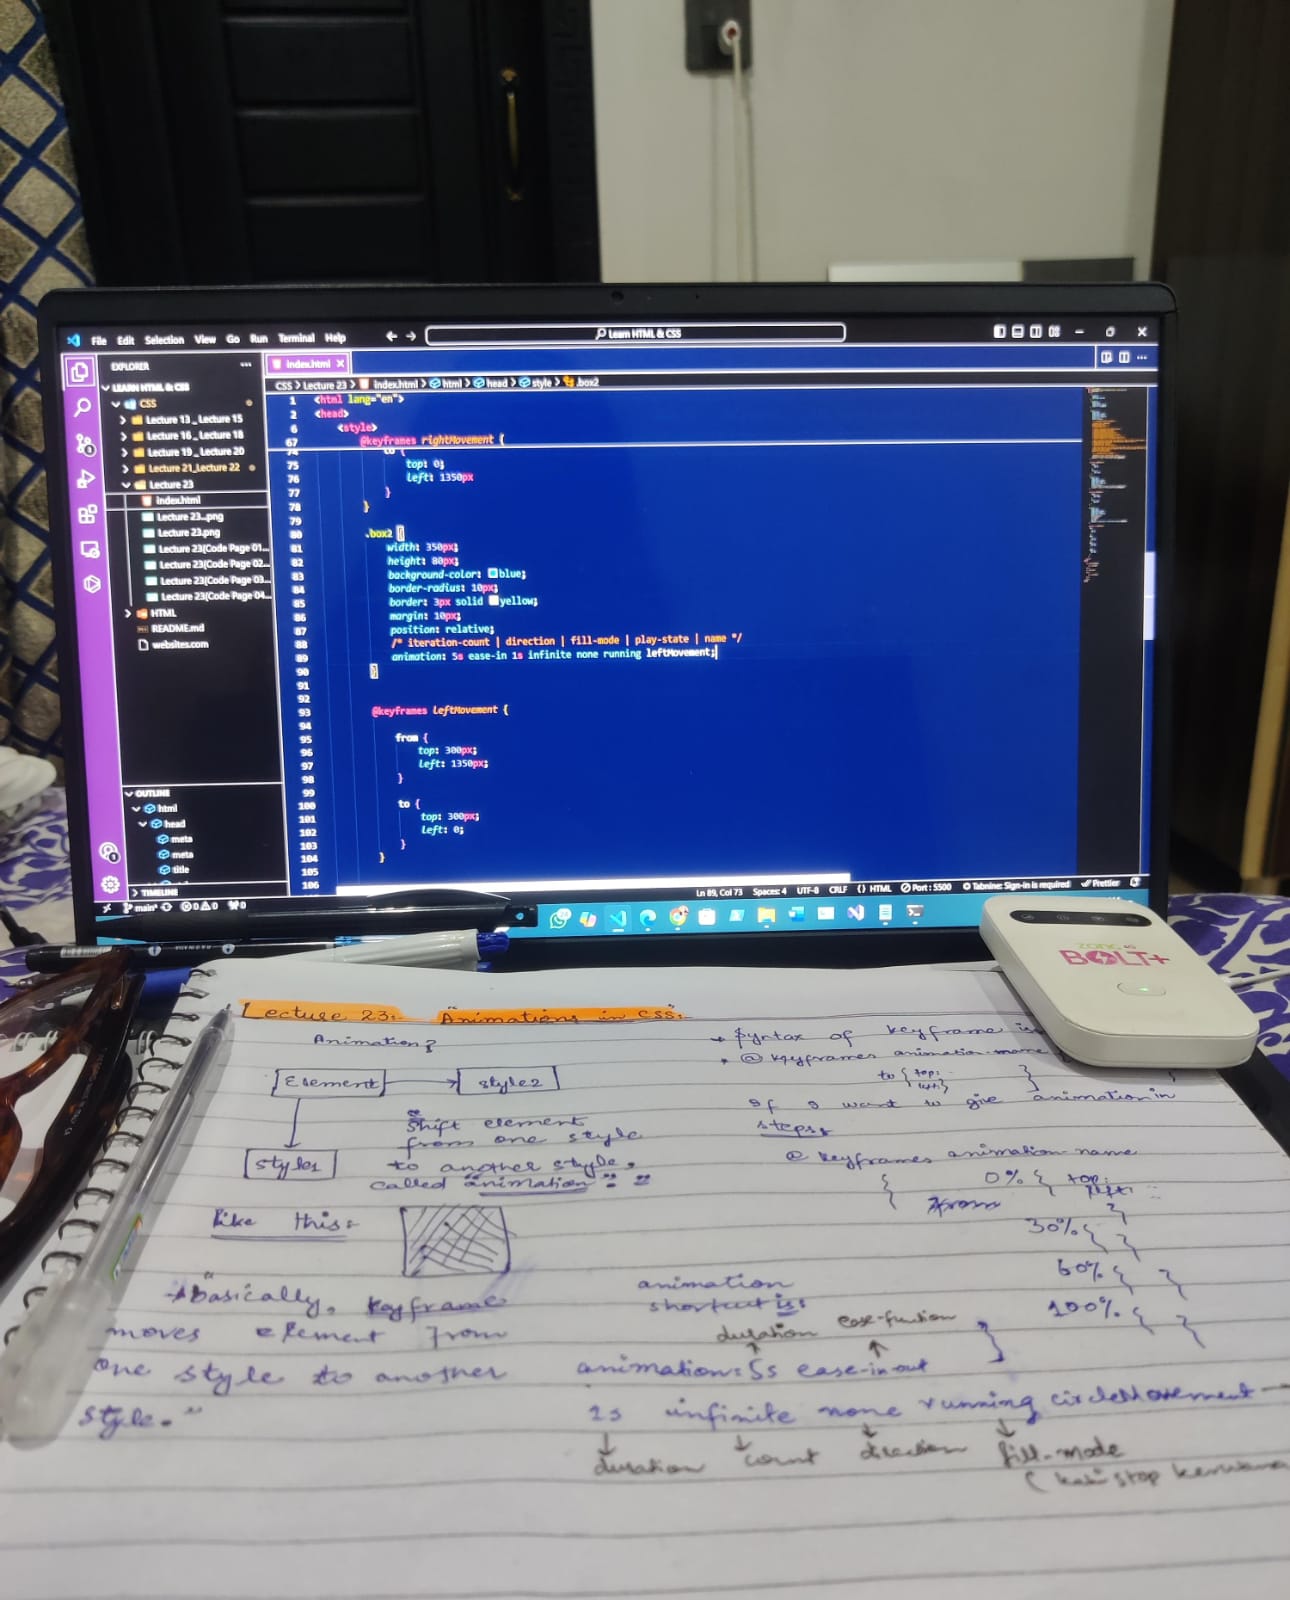 File Edit Selection View Go Run Terminal Help
Learn HTML & CSS
EXPLORER
index.html
LEARN HTML & CSS
CSS > Lecture 23 > index.html > html > head > style > .box2
CSS
Lecture 13 _ Lecture 15
Lecture 16 _ Lecture 18
Lecture 19 _ Lecture 20
Lecture 21_Lecture 22
Lecture 23
index.html
Lecture 23_.png
Lecture 23.png
Lecture 23(Code Page 01...
Lecture 23(Code Page 02...
Lecture 23(Code Page 03...
Lecture 23(Code Page 04...
HTML
README.md
websites.com
OUTLINE
html
head
meta
meta
title
TIMELINE
1 <html lang="en">
2 <head>
6 <style>
67 @keyframes rightMovement {
74 to {
75 top: 0;
76 left: 1350px
77 }
78 }
79
80 .box2 {
81 width: 350px;
82 height: 80px;
83 background-color: blue;
84 border-radius: 10px;
85 border: 3px solid yellow;
86 margin: 10px;
87 position: relative;
88 /* iteration-count | direction | fill-mode | play-state | name */
89 animation: 5s ease-in 1s infinite none running leftMovement;
90 }
91
92
93 @keyframes leftMovement {
94
95 from {
96 top: 300px;
97 left: 1350px;
98 }
99
100 to {
101 top: 300px;
102 left: 0;
103 }
104 }
105
106
main* 0 0 0
Ln 89, Col 73 Spaces: 4 UTF-8 CRLF {} HTML Port : 5500 Tabnine: Sign-in is required Prettier
zong 4G
BOLT+
Lecture 23:- "Animations in CSS:-
Animation?
Element → style2
style1
"Shift element
from one style
to another style,
called animation"
Like this:-
→ "Basically, keyframe
moves element from
one style to another
style."
→ Syntax of keyframe is
@ keyframes animation-name
to { top:
left: }
}
If I want to give animation in
steps,
@ keyframes animation-name
{ 0% { top:
left: :
}
30% { }
60% { }
100% { }
}
animation
shortcut is:
duration ease-function
animation: 5s ease-in-out
1s infinite none running circleMovement
duration count direction fill-mode
stop